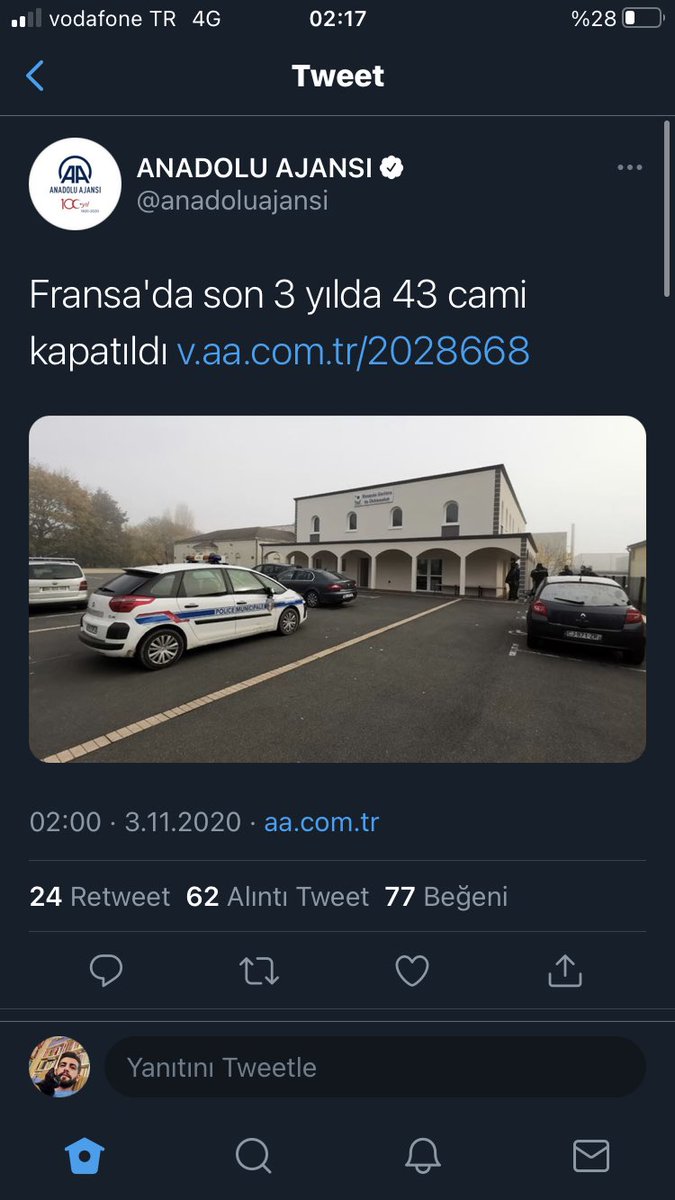 vodafone TR 4G 02:17 %28
Tweet
ANADOLU AJANSI
@anadoluajansi
AA
ANADOLU AJANSI
100.yıl
1920-2020
Fransa'da son 3 yılda 43 cami
kapatıldı v.aa.com.tr/2028668
POLICE MUNICIPALE
02:00 · 3.11.2020 · aa.com.tr
24 Retweet 62 Alıntı Tweet 77 Beğeni
Yanıtını Tweetle